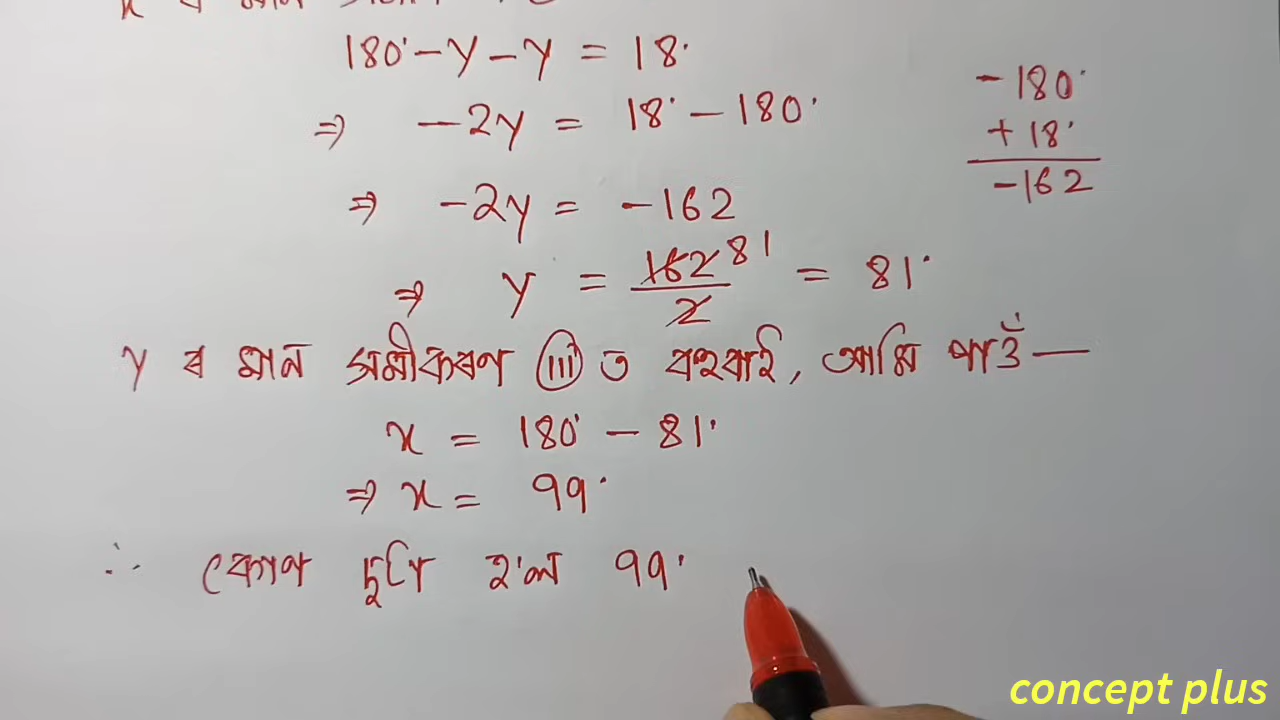 x ৰ মান
180° - y - y = 18°
⇒ -2y = 18° - 180°
-180°
+ 18°
-162
⇒ -2y = -162
⇒ y = 162/2 81 = 81°
y ৰ মান সমীকৰণ (iii) ত বহুৱাই, আমি পাওঁ —
x = 180° - 81°
⇒ x = 99°
∴ কোণ দুটি হ'ল 99°
concept plus